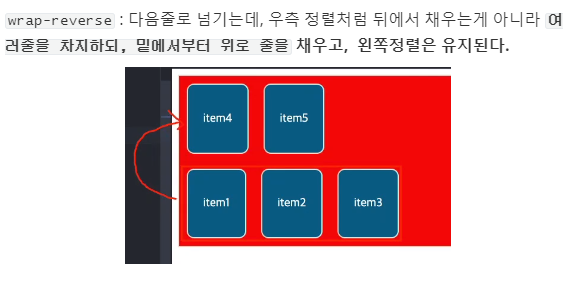 wrap-reverse : 다음줄로 넘기는데, 우측 정렬처럼 뒤에서 채우는게 아니라 여
러줄을 차지하되, 밑에서부터 위로 줄을 채우고, 왼쪽정렬은 유지된다.
item4 item5
item1 item2 item3